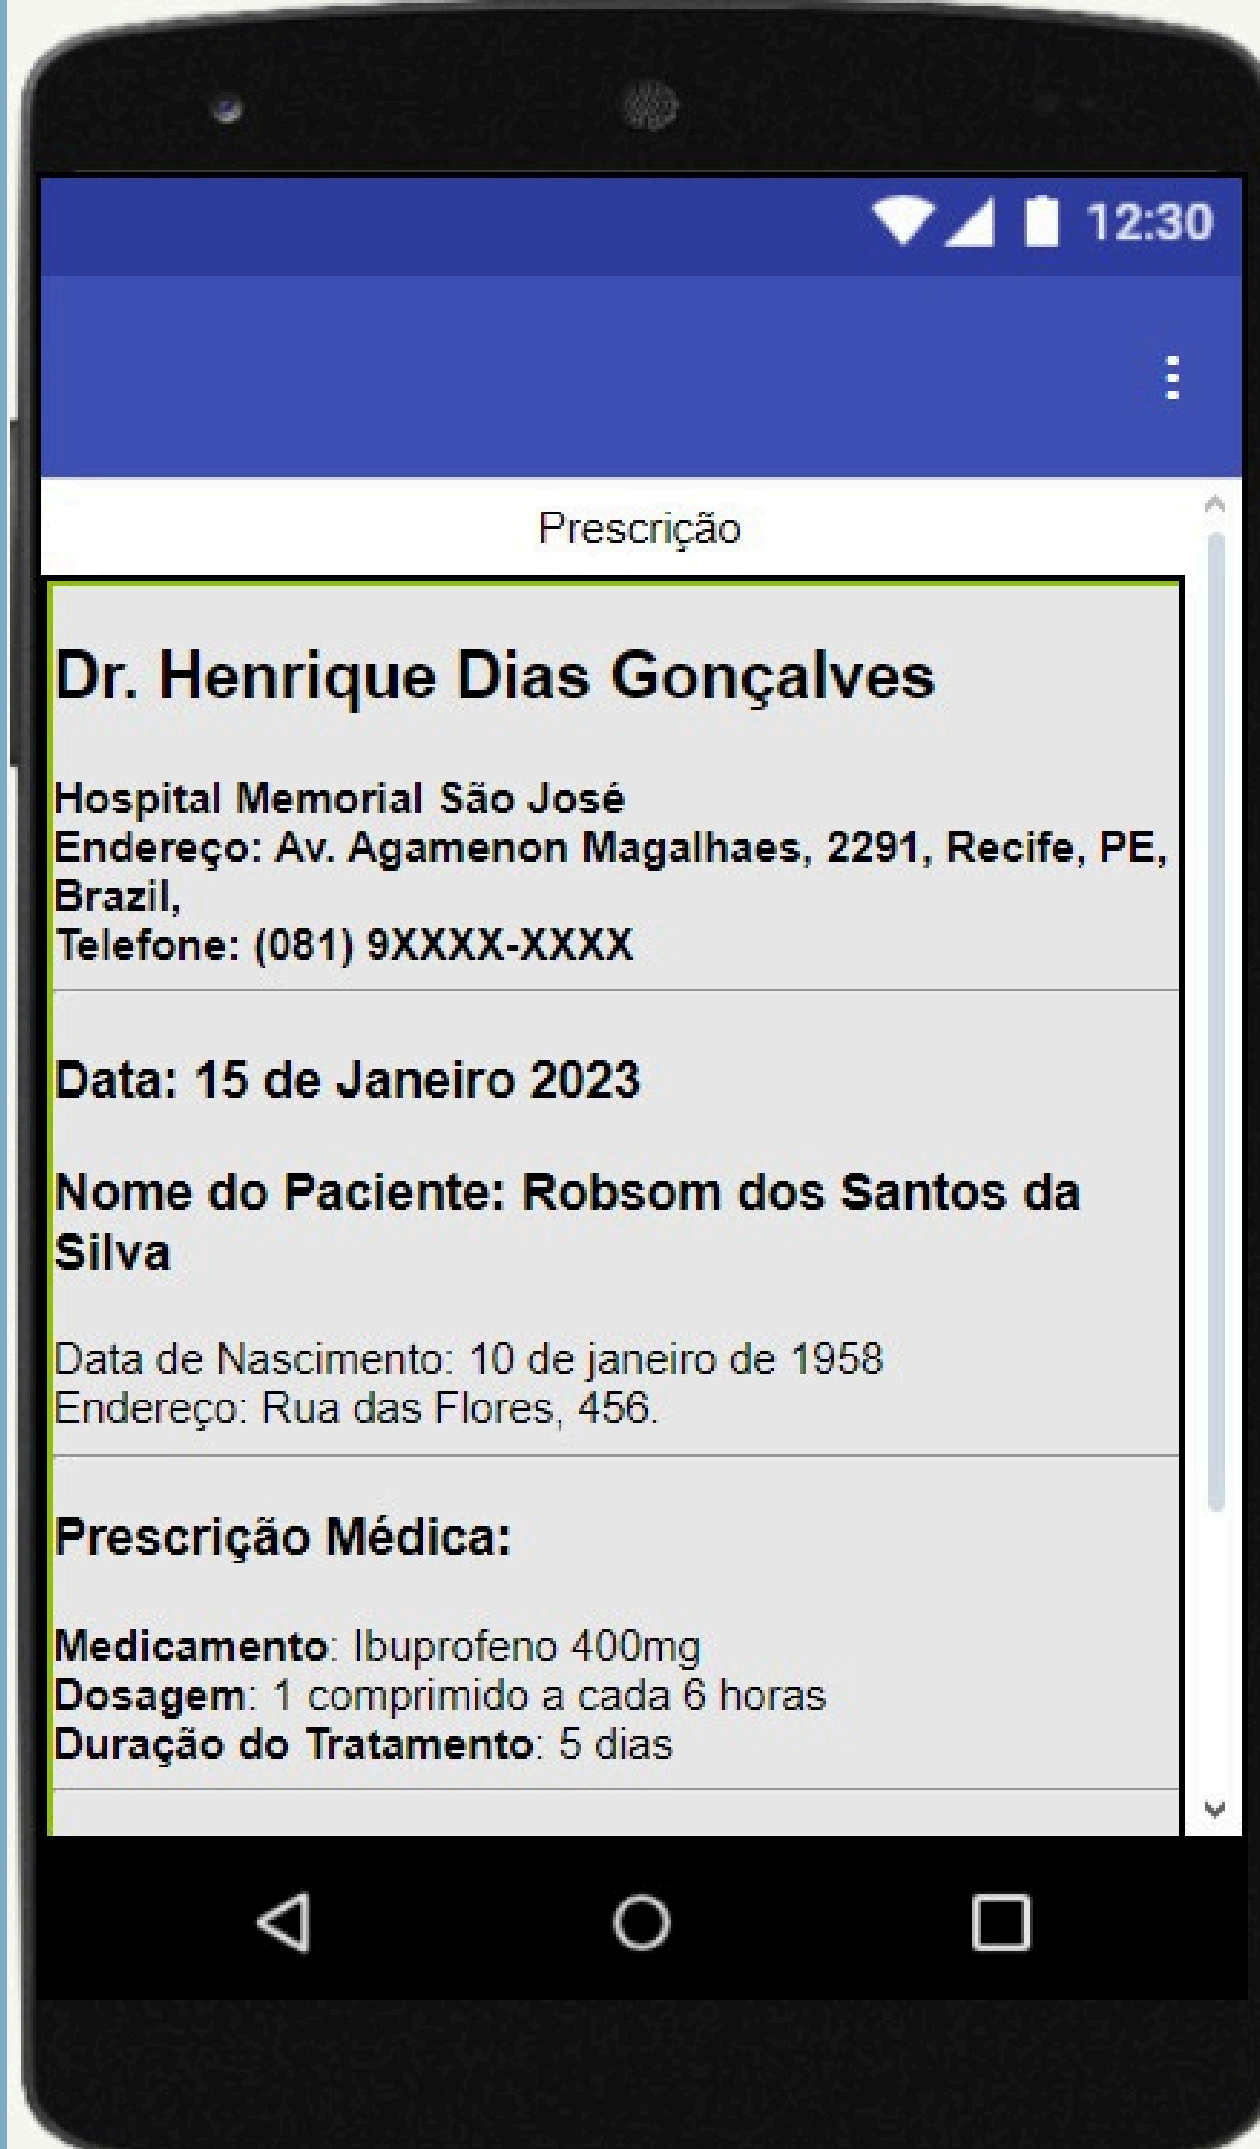 12:30
Prescrição
Dr. Henrique Dias Gonçalves
Hospital Memorial São José
Endereço: Av. Agamenon Magalhaes, 2291, Recife, PE,
Brazil,
Telefone: (081) 9XXXX-XXXX
Data: 15 de Janeiro 2023
Nome do Paciente: Robsom dos Santos da
Silva
Data de Nascimento: 10 de janeiro de 1958
Endereço: Rua das Flores, 456.
Prescrição Médica:
Medicamento: Ibuprofeno 400mg
Dosagem: 1 comprimido a cada 6 horas
Duração do Tratamento: 5 dias